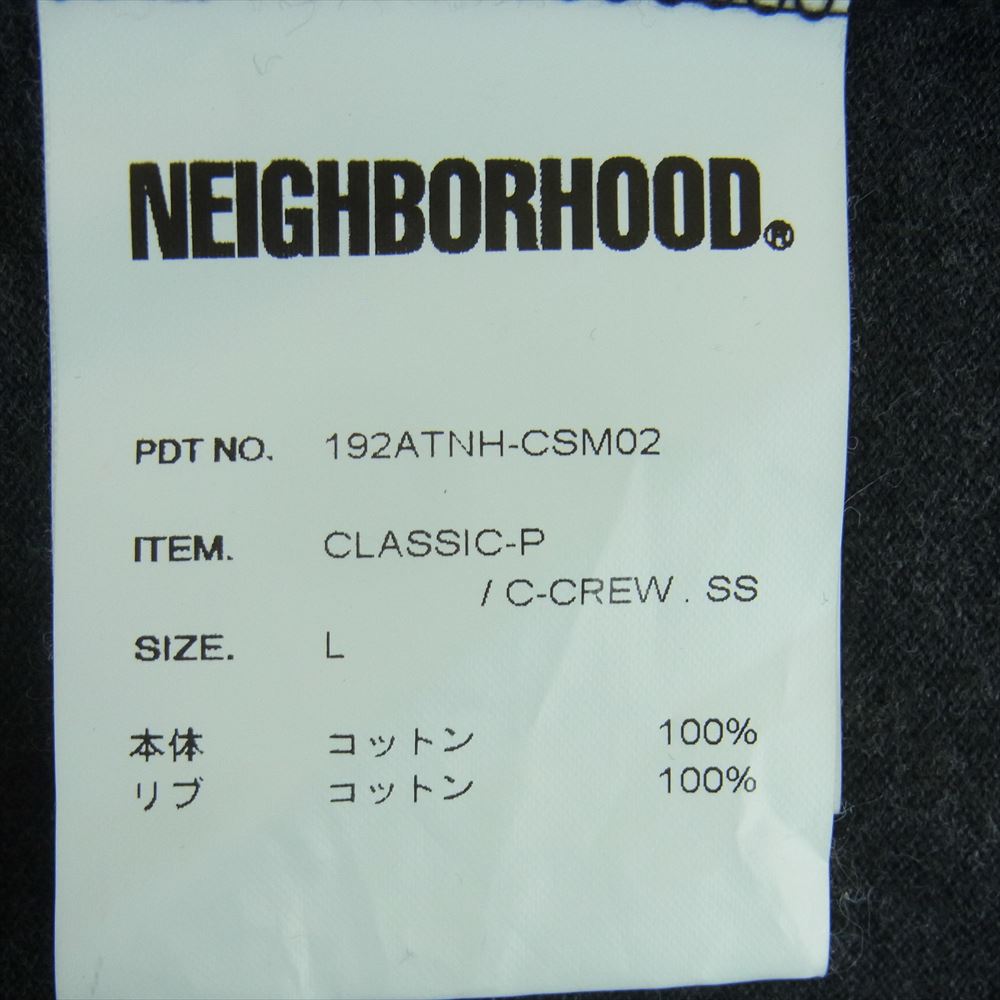 NEIGHBORHOOD®
PDT NO. 192ATNH-CSM02
ITEM. CLASSIC-P
/ C-CREW . SS
SIZE. L
本体 コットン 100%
リブ コットン 100%